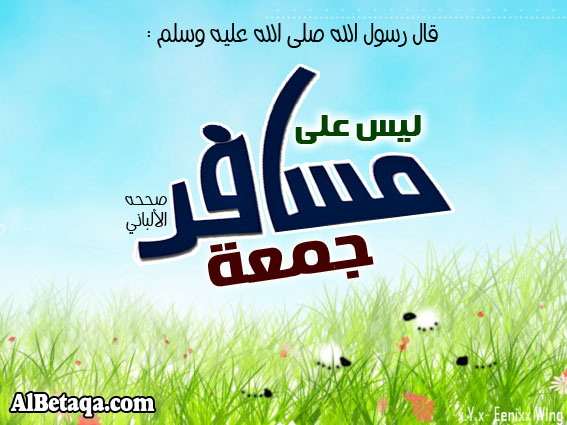 قال رسول الله صلى الله عليه وسلم :
ليس على
مسافر
جمعة
صححه
الألباني
AlBetaqa.com
Y.x- Eenixx Wing